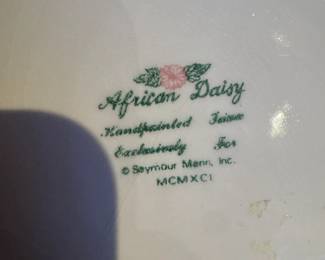 African Daisy
Handpainted Taiwan
Exclusively For
© Seymour Mann, Inc.
MCMXCI